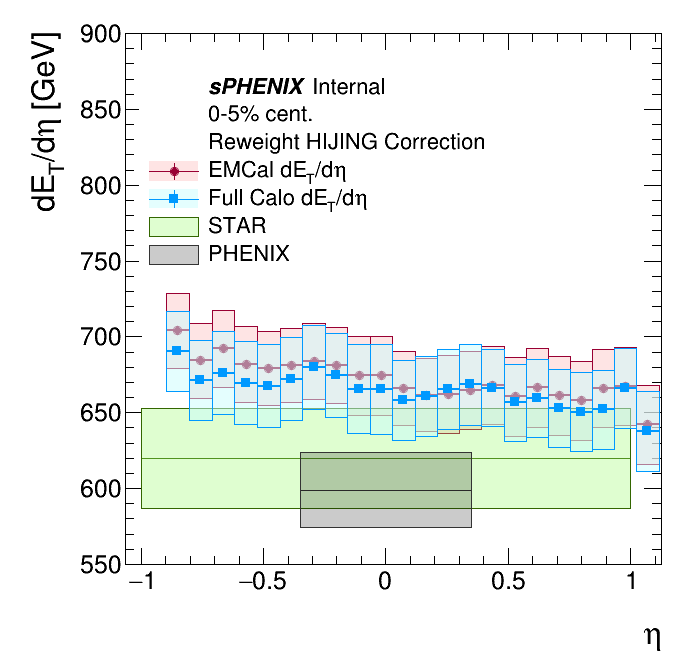 dE_T/dη [GeV]
900
850
800
750
700
650
600
550
sPHENIX Internal
0-5% cent.
Reweight HIJING Correction
EMCal dE_T/dη
Full Calo dE_T/dη
STAR
PHENIX
−1 −0.5 0 0.5 1
η